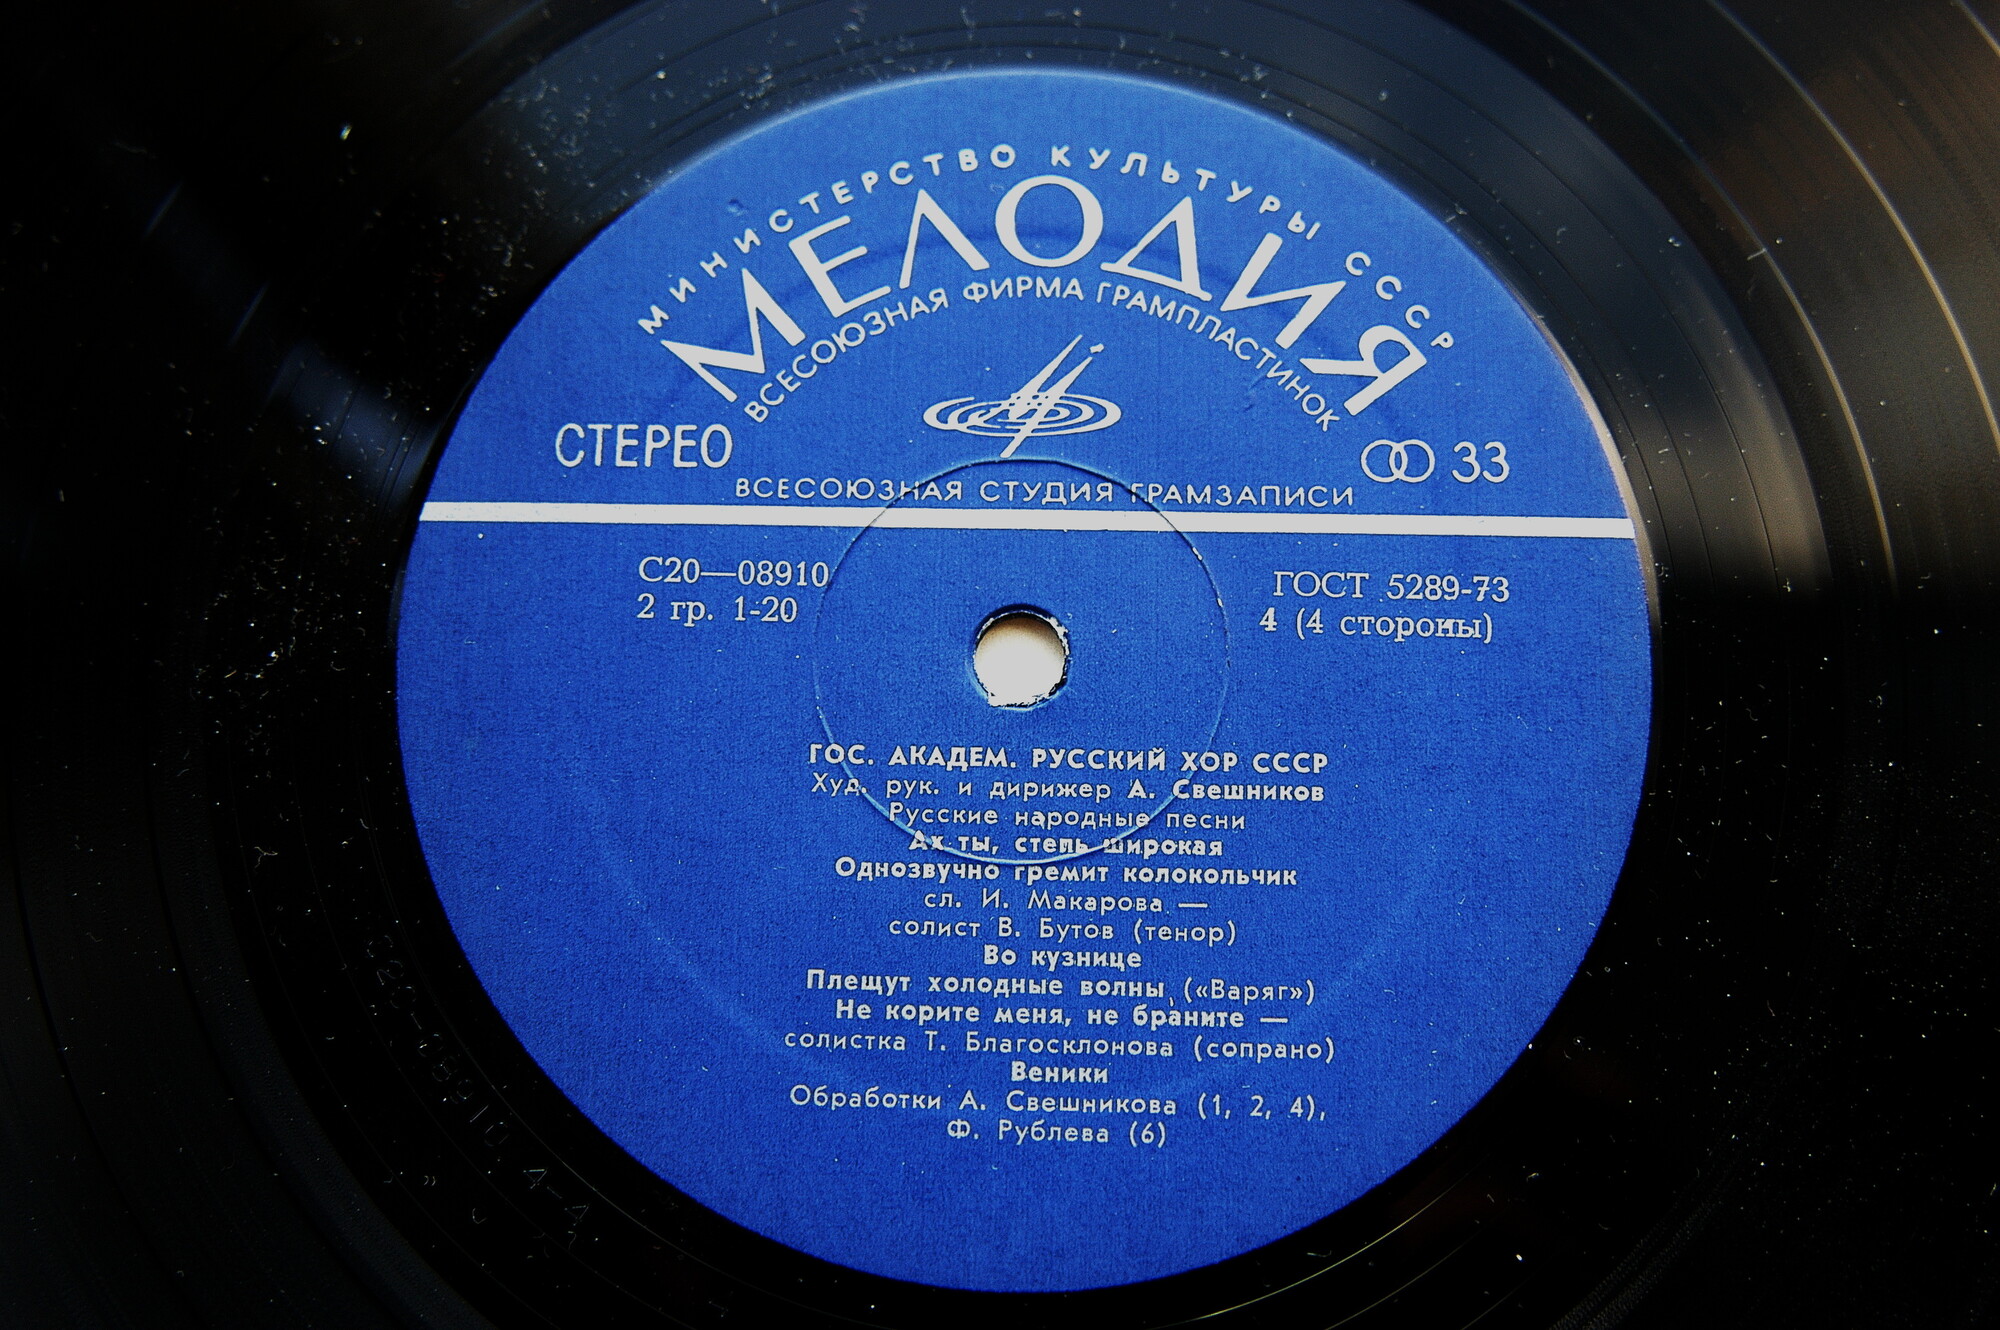 МИНИСТЕРСТВО КУЛЬТУРЫ СССР
МЕЛОДИЯ
ВСЕСОЮЗНАЯ ФИРМА ГРАМПЛАСТИНОК
СТЕРЕО
33
ВСЕСОЮЗНАЯ СТУДИЯ ГРАМЗАПИСИ
С20—08910
2 гр. 1-20
ГОСТ 5289-73
4 (4 стороны)
ГОС. АКАДЕМ. РУССКИЙ ХОР СССР
Худ. рук. и дирижер А. Свешников
Русские народные песни
Ах ты, степь широкая
Однозвучно гремит колокольчик
сл. И. Макарова —
солист В. Бутов (тенор)
Во кузнице
Плещут холодные волны («Варяг»)
Не корите меня, не браните —
солистка Т. Благосклонова (сопрано)
Веники
Обработки А. Свешникова (1, 2, 4),
Ф. Рублева (6)
С20-08910 4-А